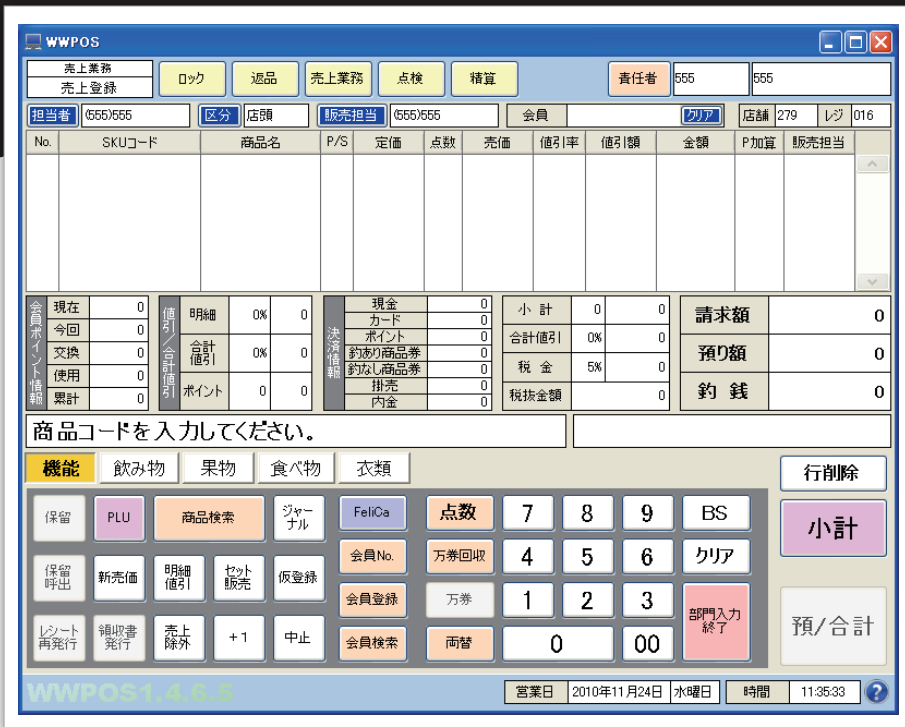 WWPOS
売上業務
売上登録
ロック 返品 売上業務 点検 精算 責任者 555 555
担当者 (555)555 区分 店頭 販売担当 (555)555 会員 クリア 店舗 279 レジ 016
No. SKUコード 商品名 P/S 定価 点数 売価 値引率 値引額 金額 P加算 販売担当
会員ポイント情報
現在 0
今回 0
交換 0
使用 0
累計 0
値引/合計値引
明細 0% 0
合計値引 0% 0
ポイント 0 0
決済情報
現金 0
カード 0
ポイント 0
釣あり商品券 0
釣なし商品券 0
掛売 0
内金 0
小 計 0 0
合計値引 0% 0
税 金 5% 0
税抜金額 0
請求額 0
預り額 0
釣 銭 0
商品コードを入力してください。
機能 飲み物 果物 食べ物 衣類 行削除
保留 PLU 商品検索 ジャーナル FeliCa 点数 7 8 9 BS 小計
保留呼出 新売価 明細値引 セット販売 仮登録 会員No. 万券回収 4 5 6 クリア
会員登録 万券 1 2 3 部門入力終了 預/合計
レシート再発行 領収書発行 売上除外 +1 中止 会員検索 両替 0 00
WWPOS1.4.6.5 営業日 2010年11月24日 水曜日 時間 11:35:33 ?